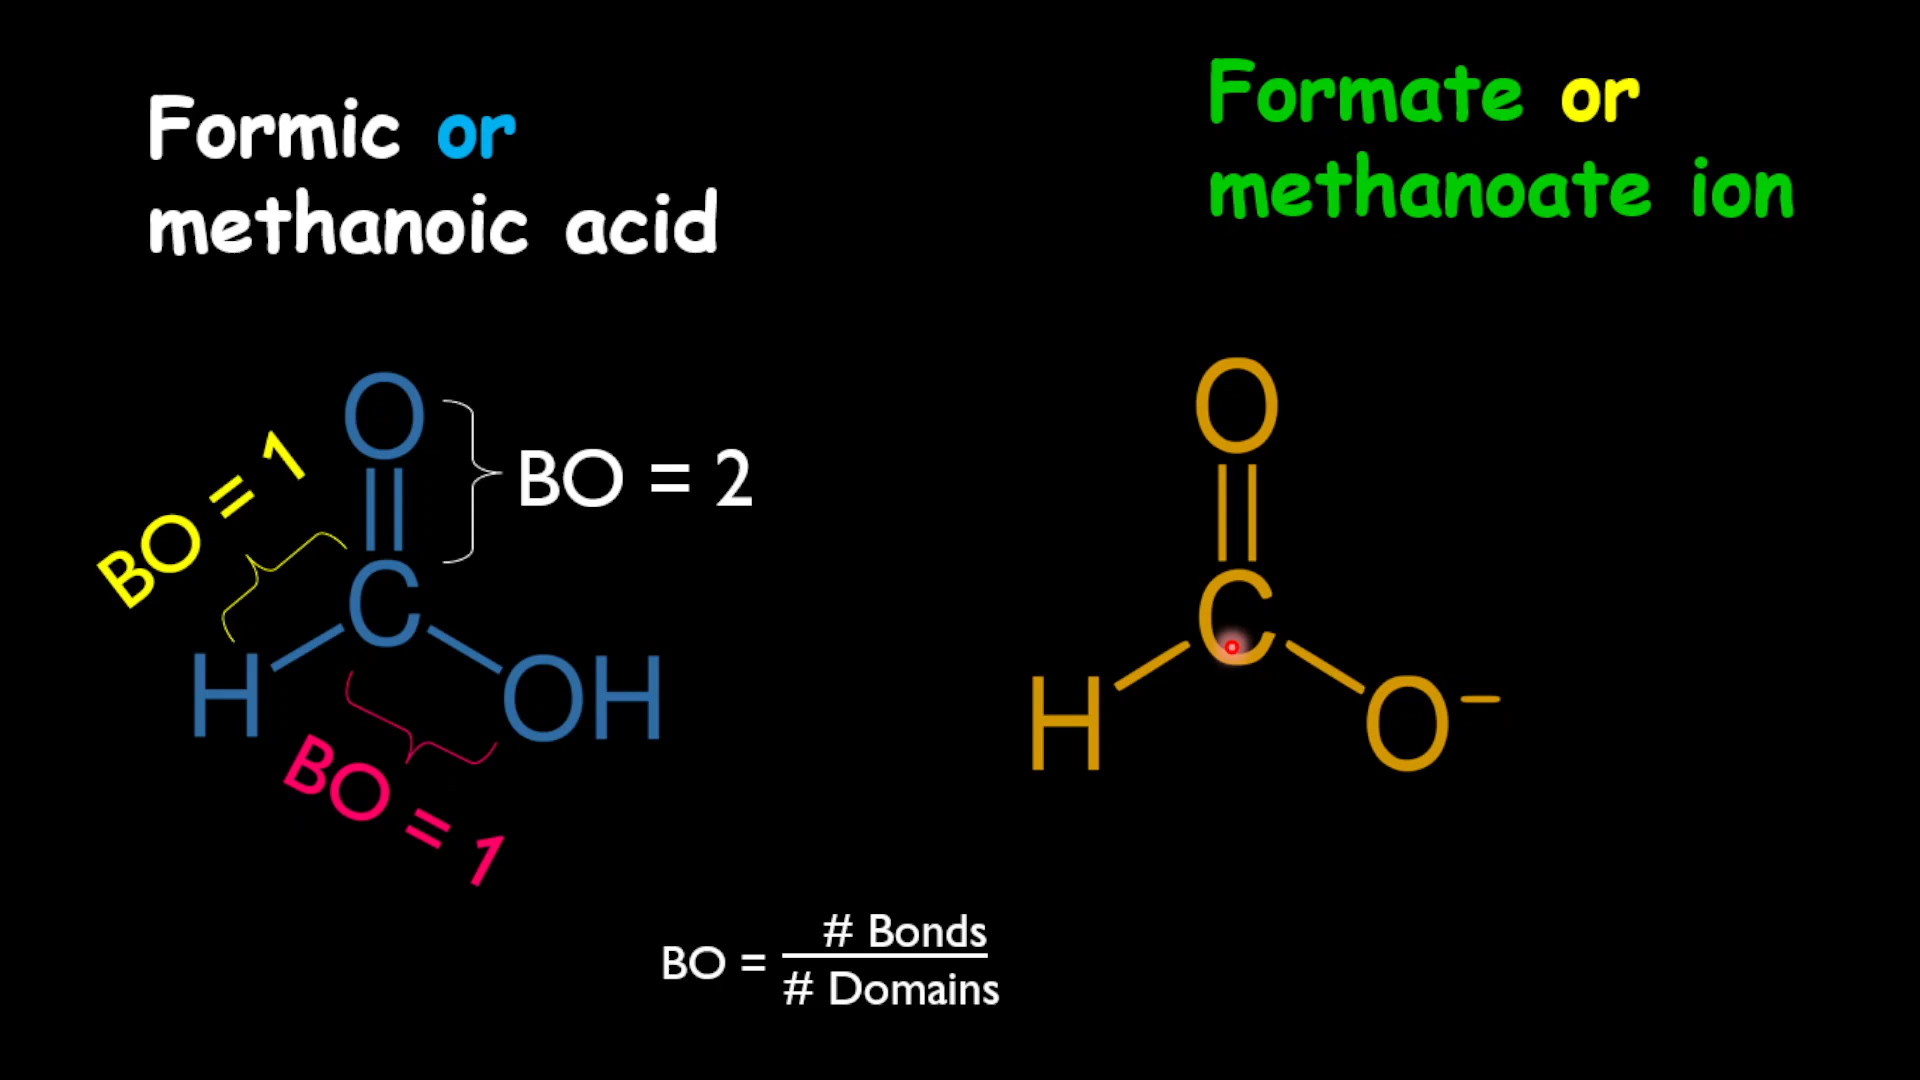 Formic or
methanoic acid
Formate or
methanoate ion
O
BO = 2
BO = 1
C
H
OH
BO = 1
O
C
H
O−
BO = # Bonds
# Domains